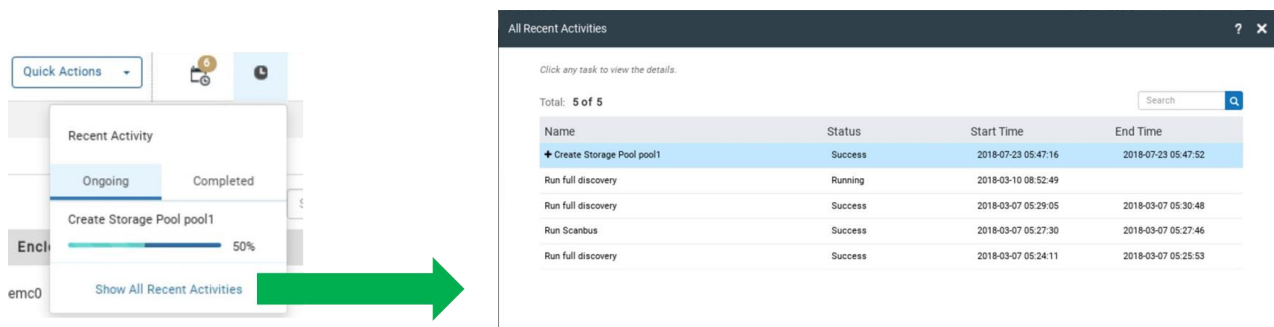 Quick Actions
6
Recent Activity
Ongoing Completed
Create Storage Pool pool1
50%
Encl
emc0
Show All Recent Activities
All Recent Activities ?
Click any task to view the details.
Total: 5 of 5
Search
Name Status Start Time End Time
+ Create Storage Pool pool1 Success 2018-07-23 05:47:16 2018-07-23 05:47:52
Run full discovery Running 2018-03-10 08:52:49
Run full discovery Success 2018-03-07 05:29:05 2018-03-07 05:30:48
Run Scanbus Success 2018-03-07 05:27:30 2018-03-07 05:27:46
Run full discovery Success 2018-03-07 05:24:11 2018-03-07 05:25:53